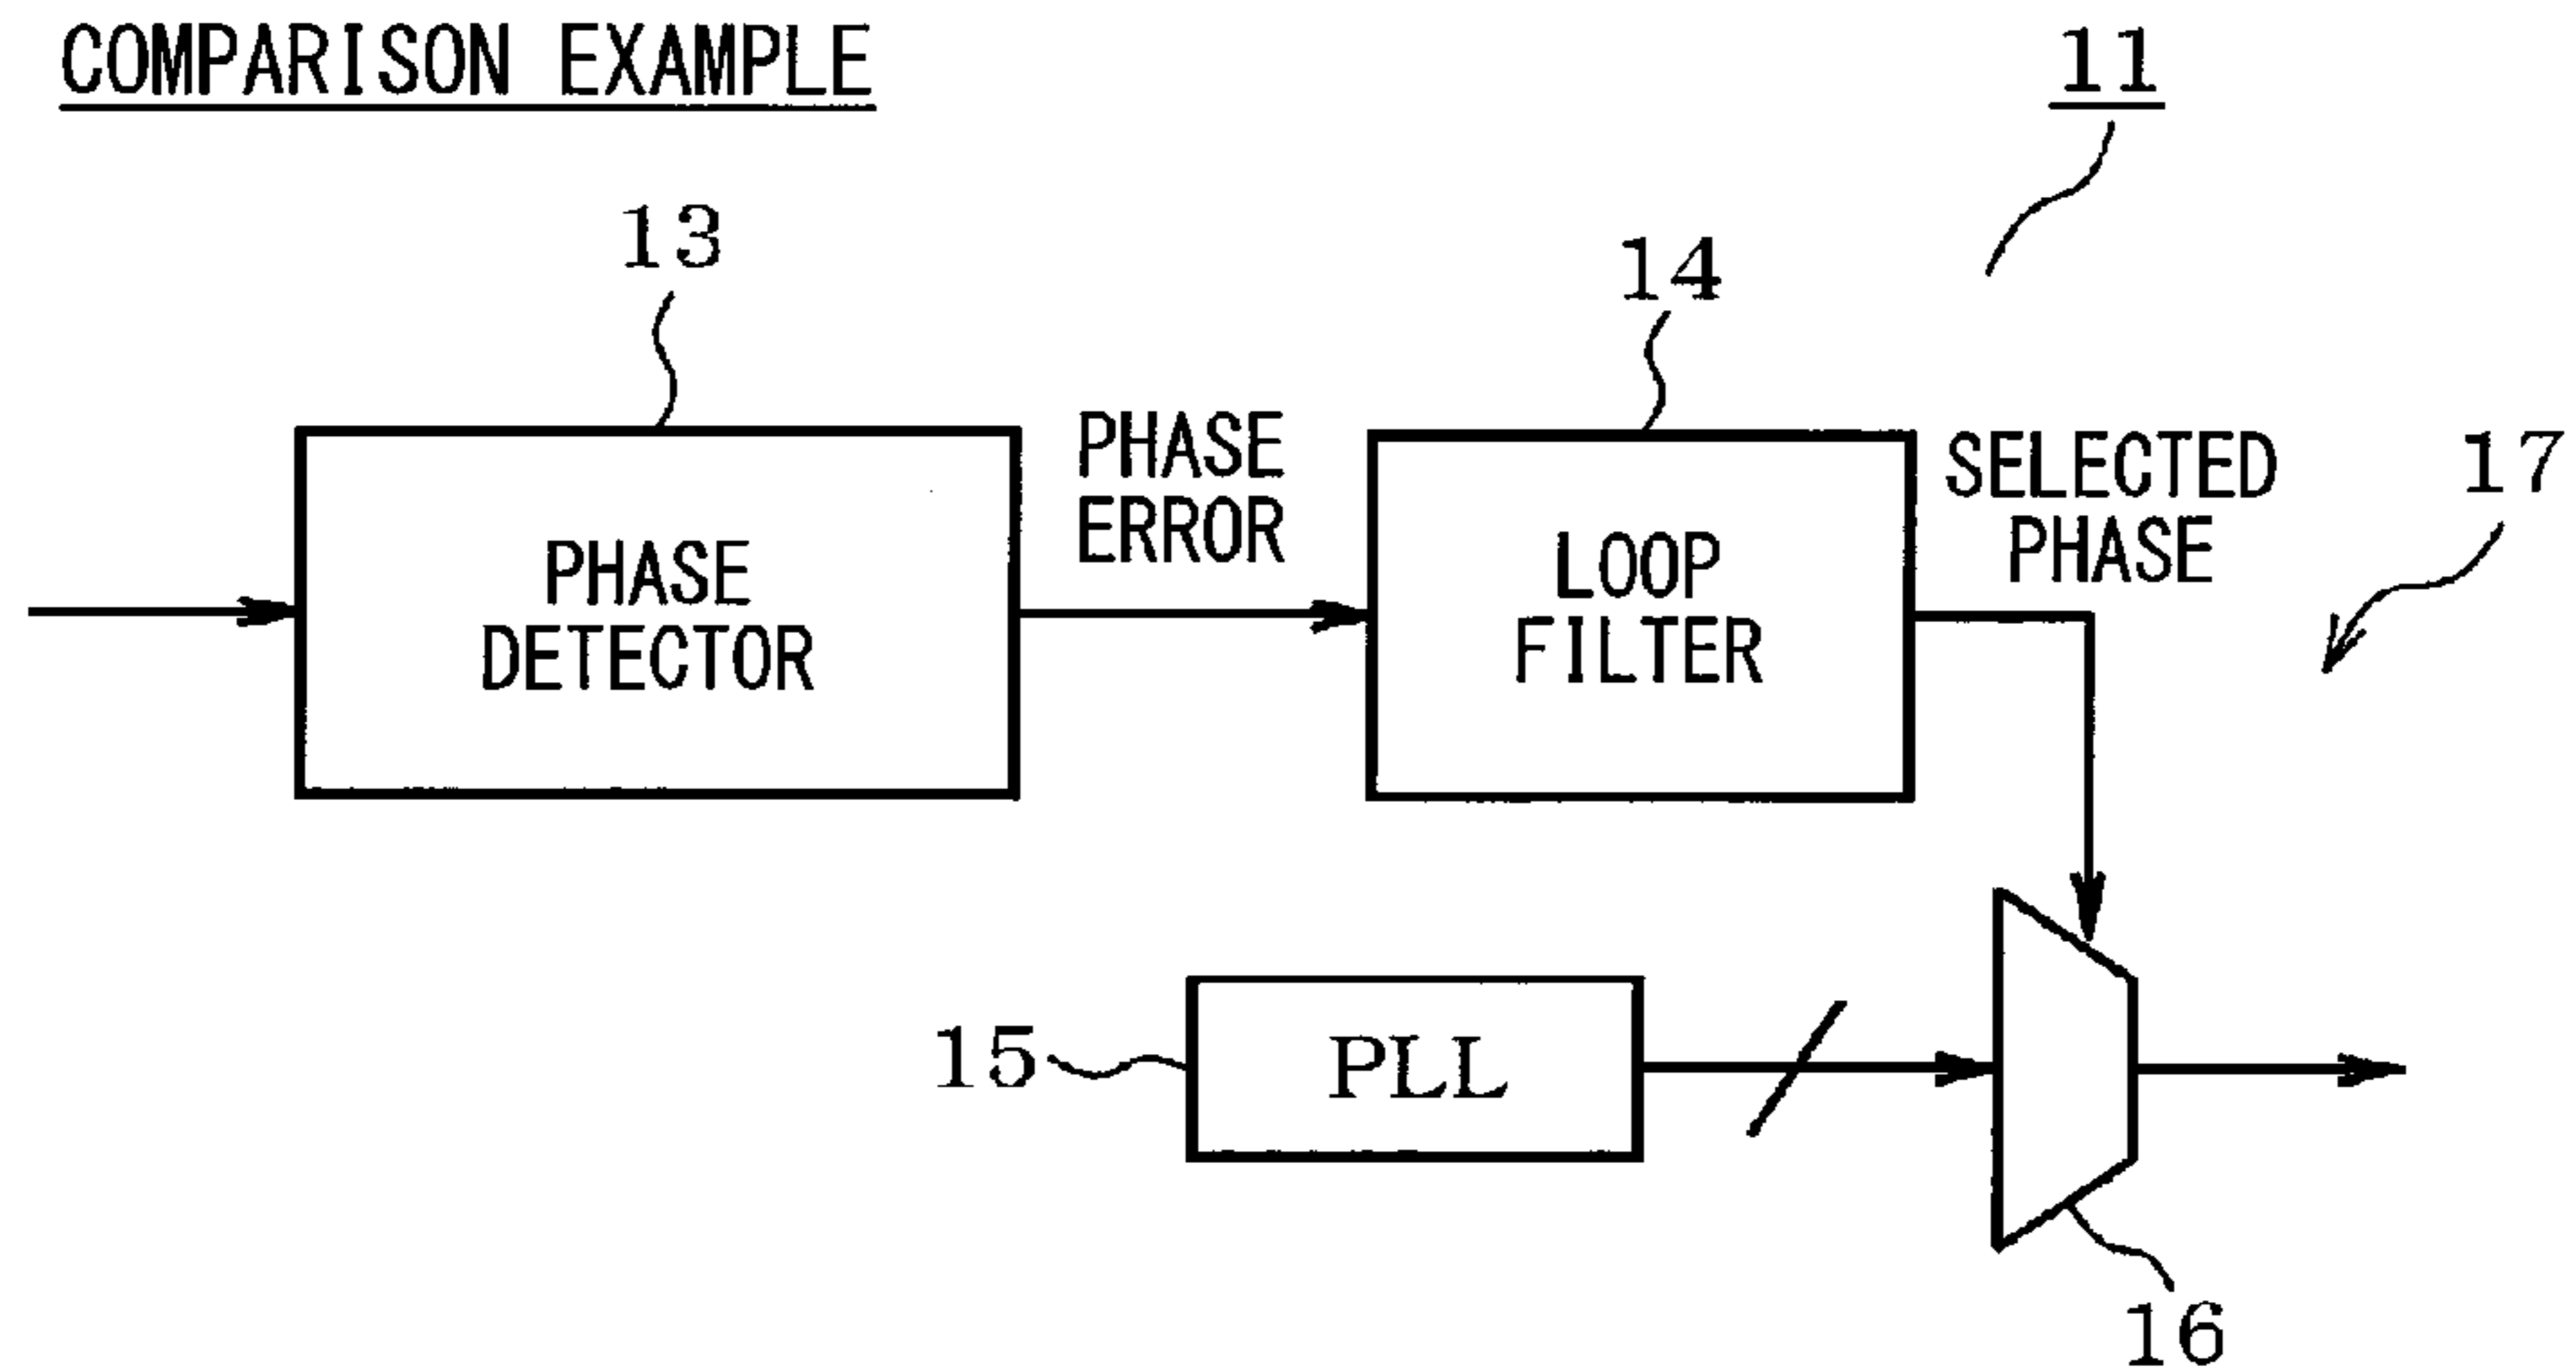 COMPARISON EXAMPLE
11
13
14
PHASE
ERROR
SELECTED
PHASE
17
PHASE
DETECTOR
LOOP
FILTER
15
PLL
16